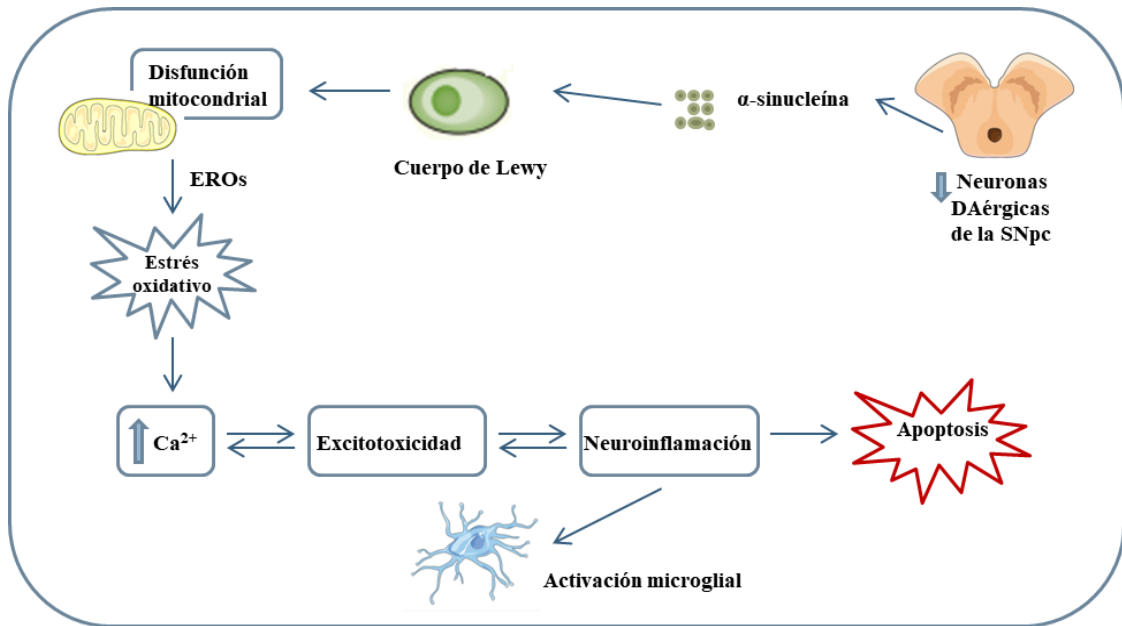 Disfunción
mitocondrial
Cuerpo de Lewy
α-sinucleína
Neuronas
DAérgicas
de la SNpc
EROs
Estrés
oxidativo
Ca²⁺
Excitotoxicidad
Neuroinflamación
Apoptosis
Activación microglial